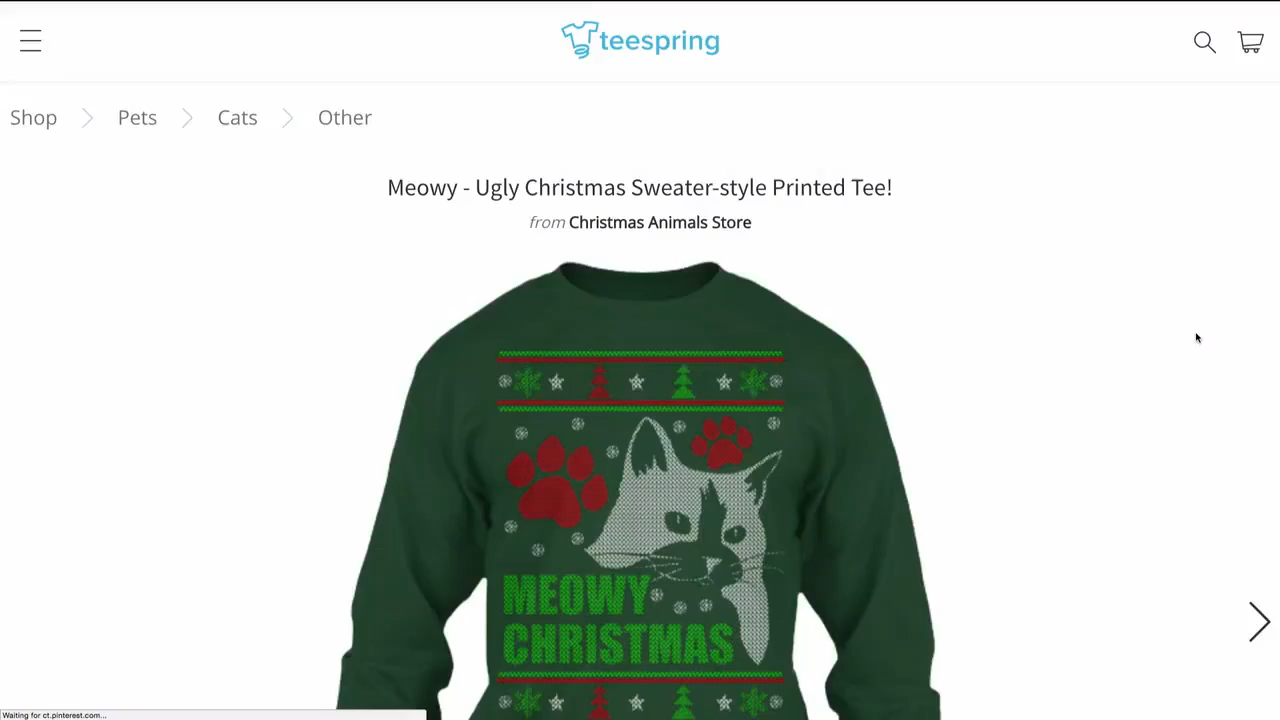 teespring
Shop
Pets
Cats
Other
Meowy - Ugly Christmas Sweater-style Printed Tee!
from Christmas Animals Store
MEOWY
CHRISTMAS
Waiting for ct.pinterest.com...